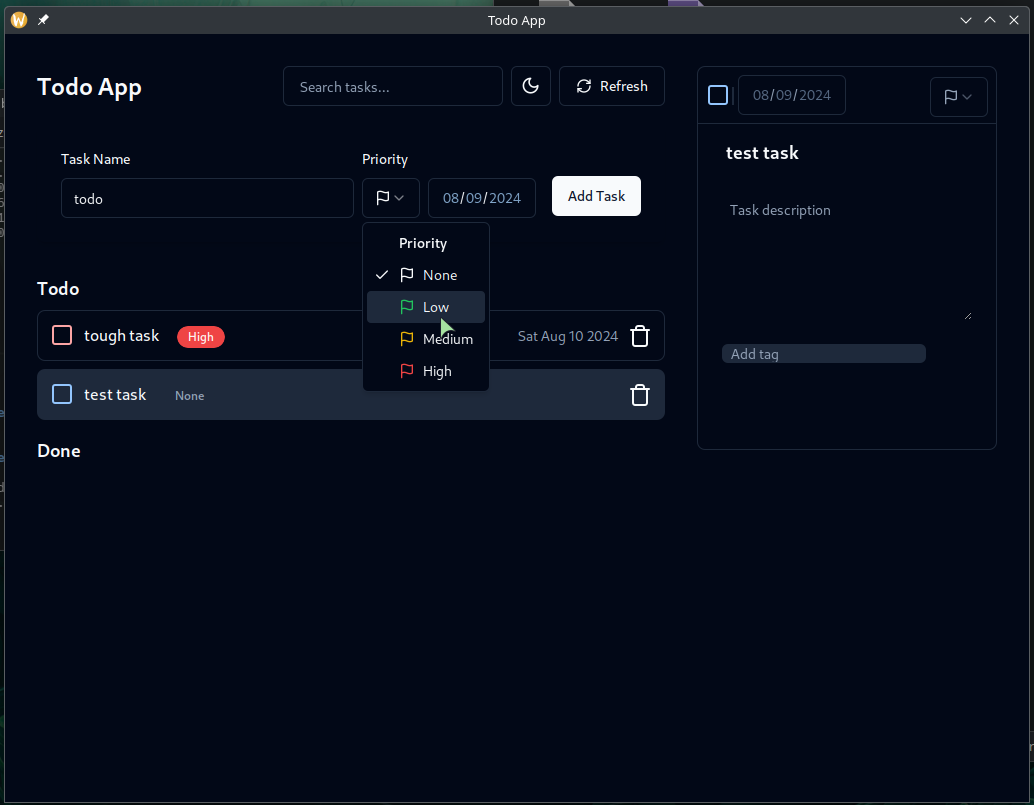 Todo App
Todo App
Search tasks...
Refresh
Task Name
Priority
todo
08/09/2024
Add Task
Priority
None
Low
Medium
High
Todo
tough task High Sat Aug 10 2024
test task None
Done
08/09/2024
test task
Task description
Add tag